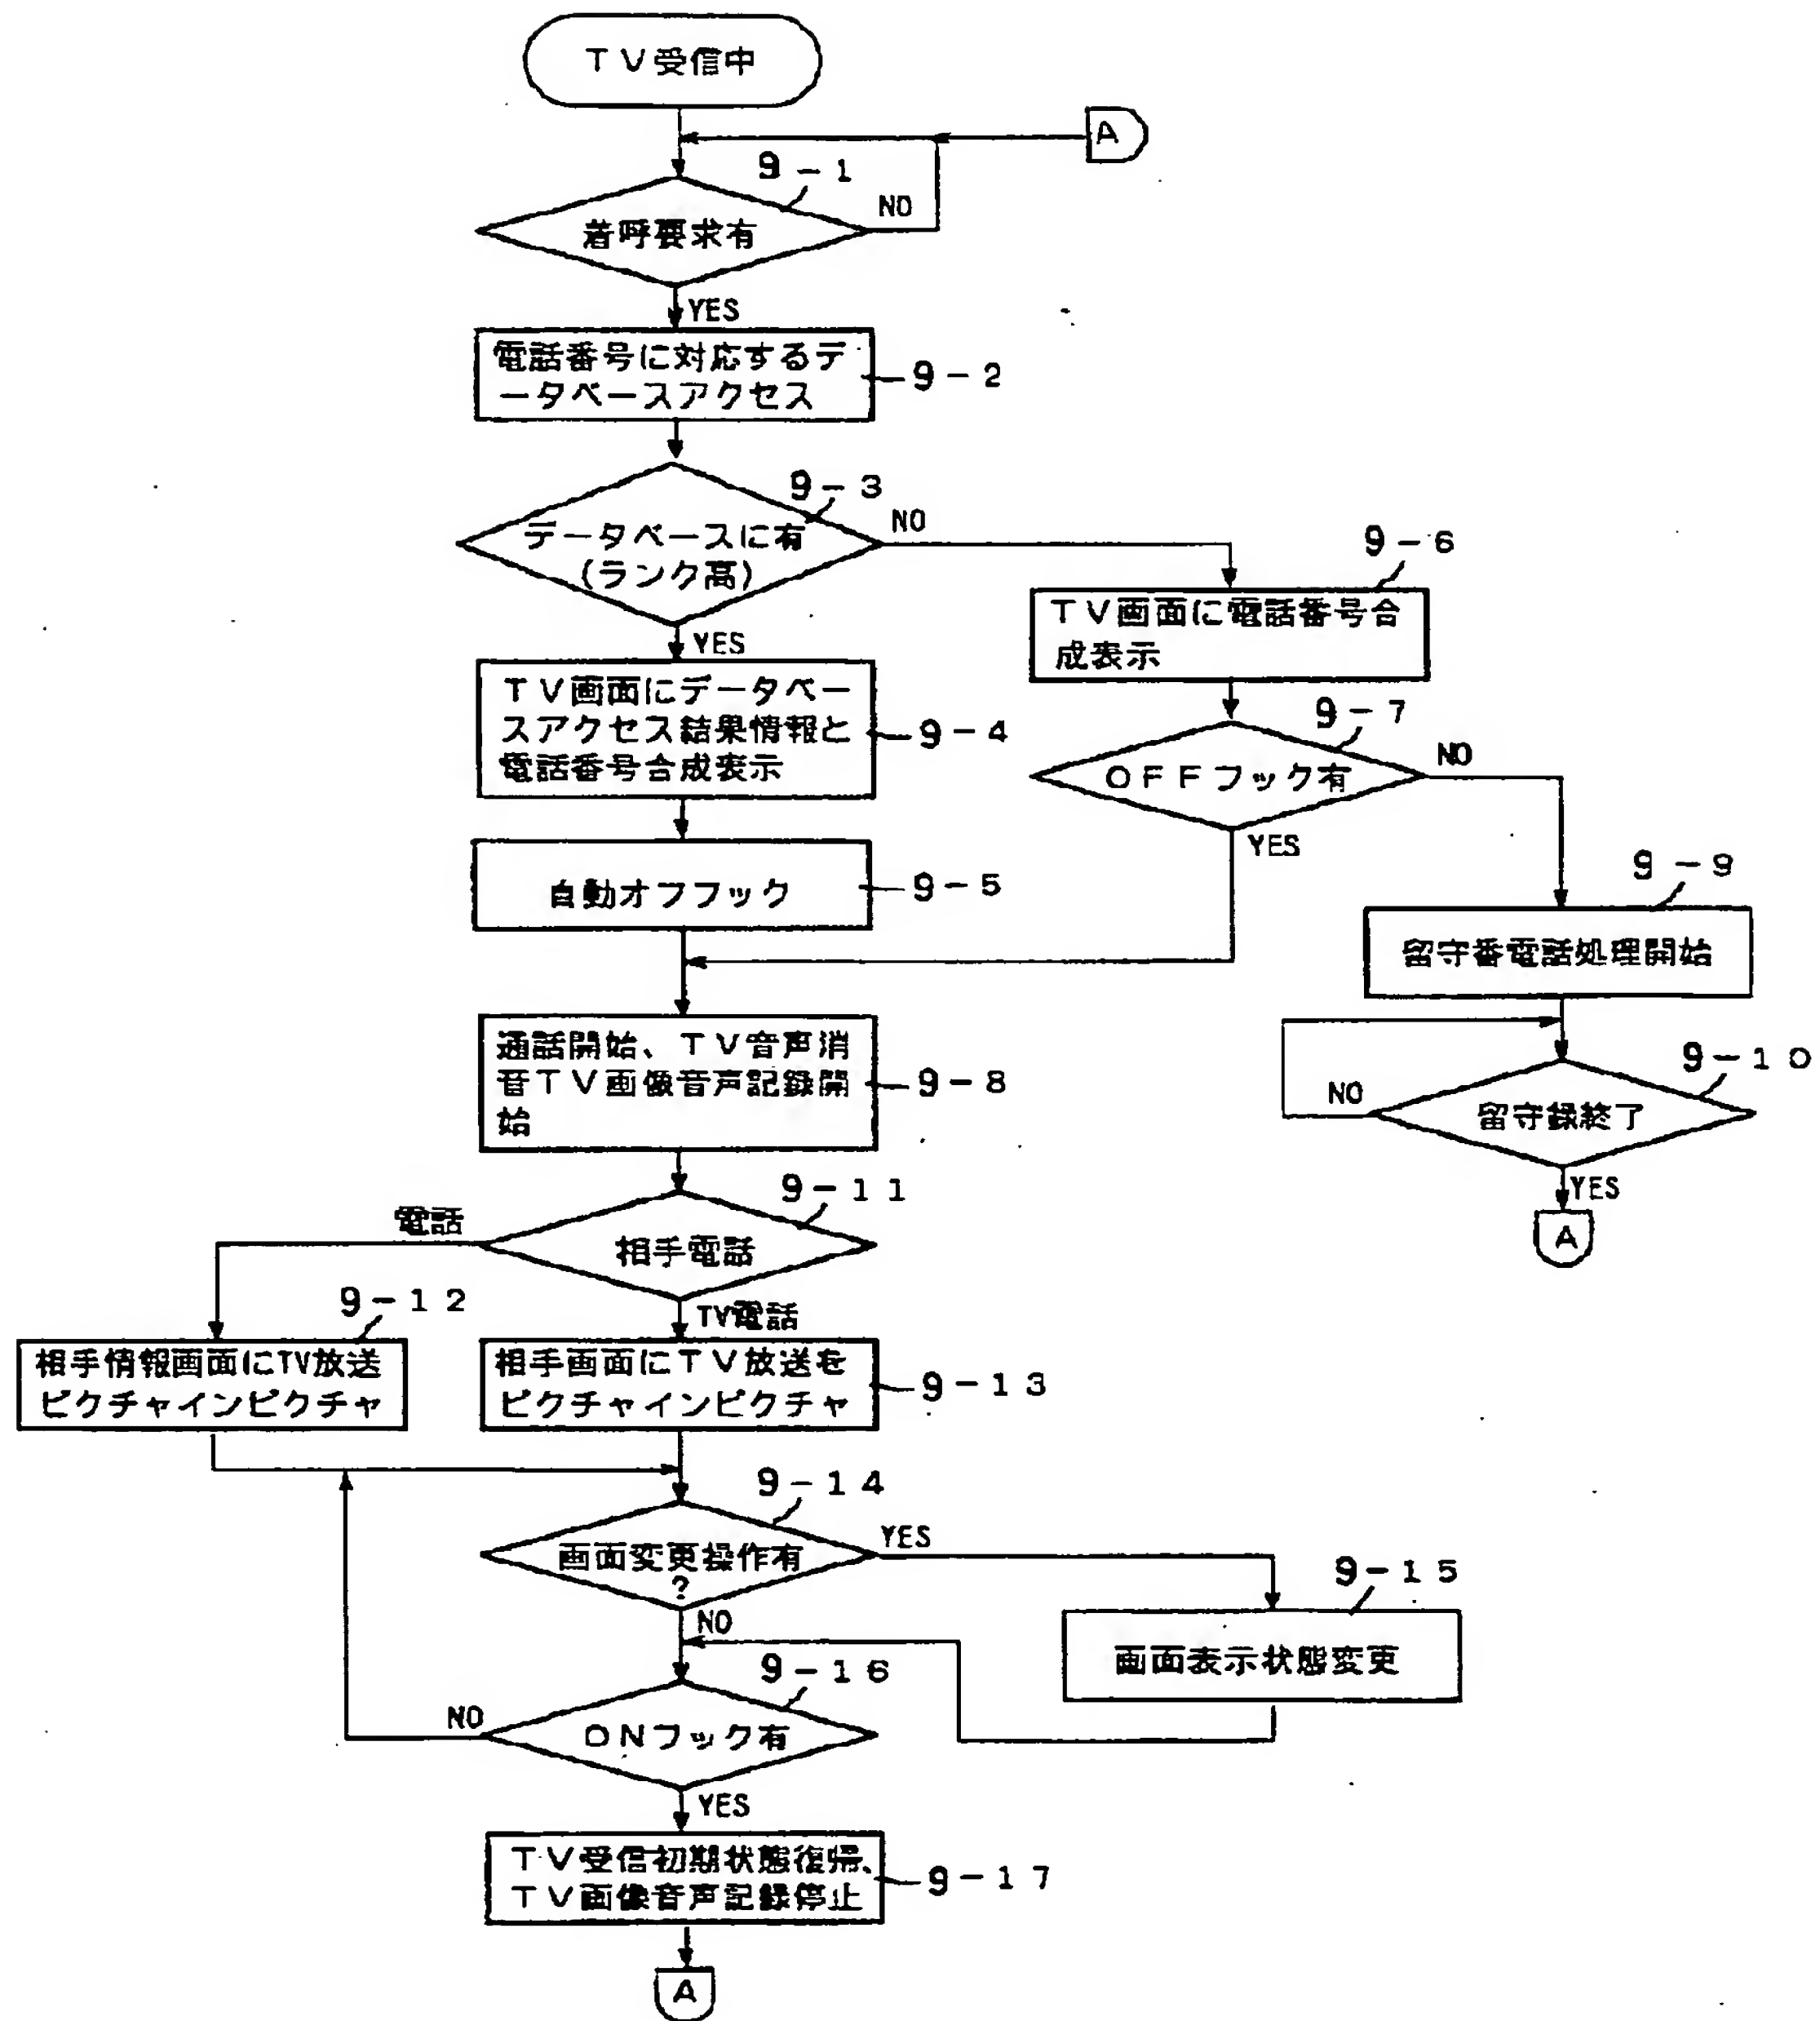 TV受信中
A
9-1
着呼要求有
NO
YES
電話番号に対応するデ
ータベースアクセス
9-2
9-3
データベースに有
(ランク高)
NO
YES
9-6
TV画面に電話番号合
成表示
TV画面にデータベー
スアクセス結果情報と
電話番号合成表示
9-4
9-7
OFFフック有
NO
YES
自動オフフック
9-5
9-9
留守番電話処理開始
通話開始、TV音声消
音TV画像音声記録開
始
9-8
9-10
留守録終了
NO
YES
A
9-11
相手電話
電話
TV電話
9-12
相手情報画面にTV放送
ピクチャインピクチャ
相手画面にTV放送を
ピクチャインピクチャ
9-13
9-14
画面変更操作有
?
YES
NO
9-15
画面表示状態変更
9-16
ONフック有
NO
YES
TV受信初期状態復帰、
TV画像音声記録停止
9-17
A